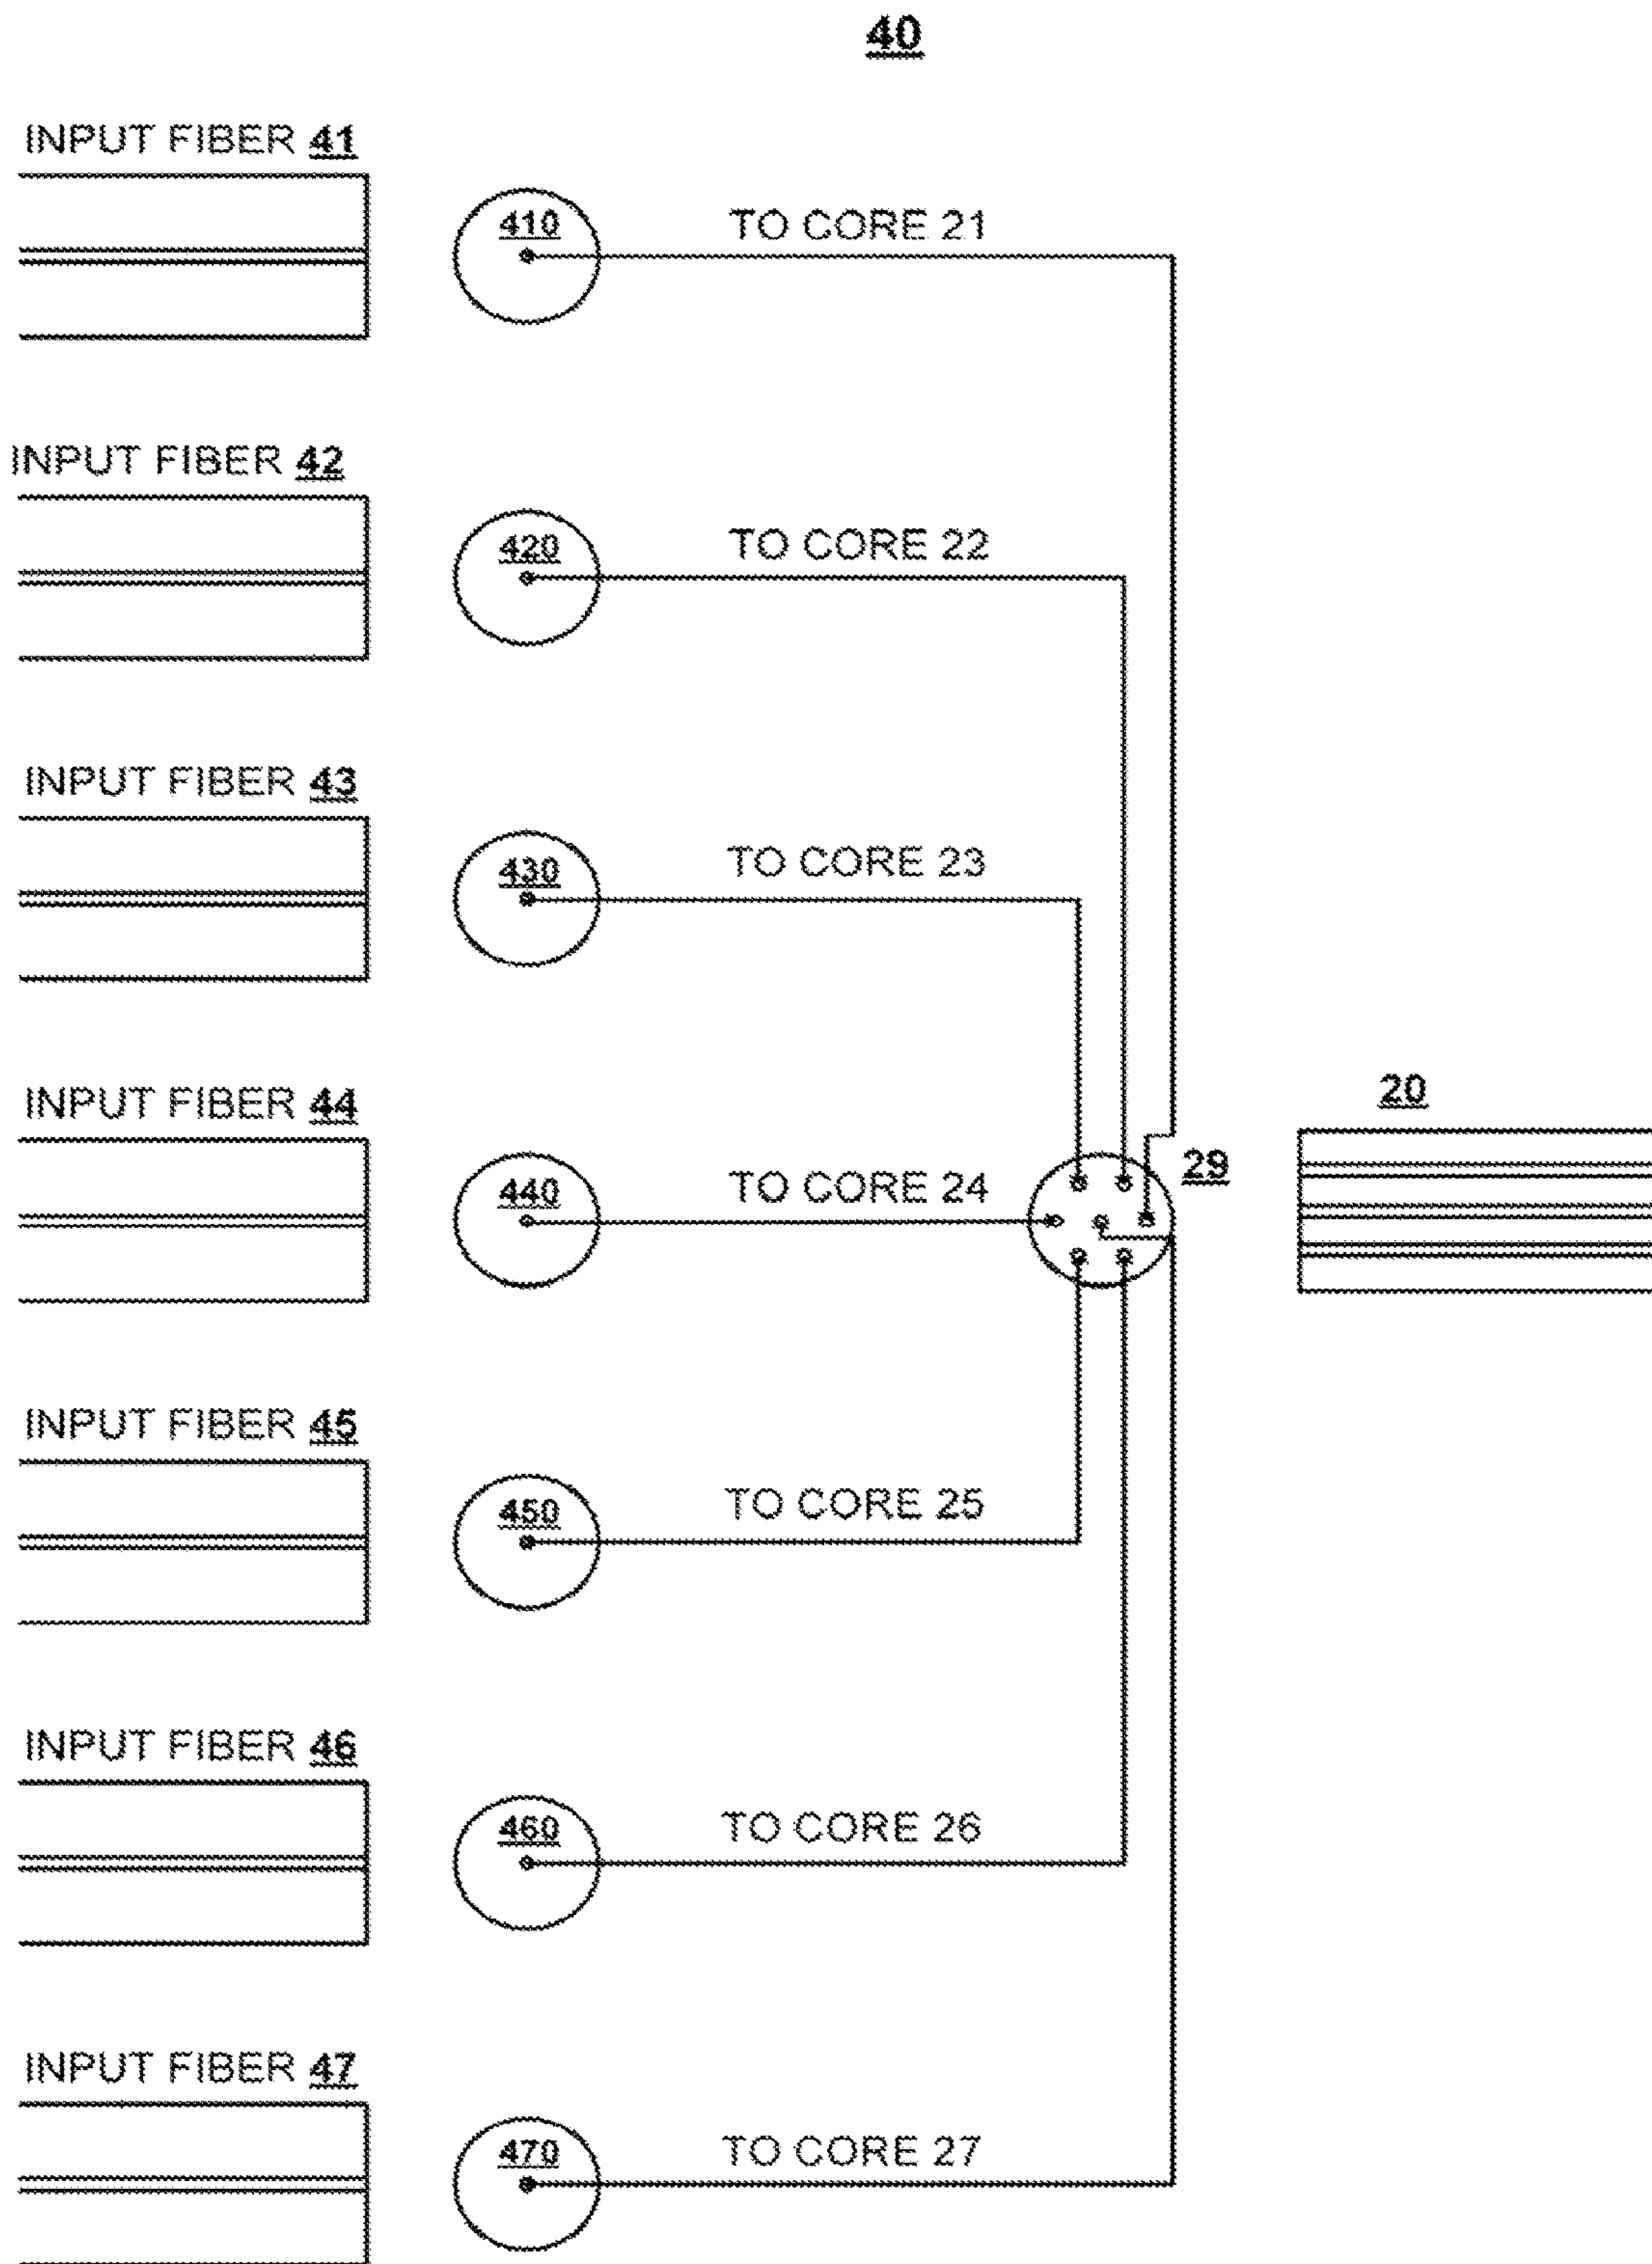 40
INPUT FIBER 41
410
TO CORE 21
INPUT FIBER 42
420
TO CORE 22
INPUT FIBER 43
430
TO CORE 23
INPUT FIBER 44
440
TO CORE 24
29
20
INPUT FIBER 45
450
TO CORE 25
INPUT FIBER 46
460
TO CORE 26
INPUT FIBER 47
470
TO CORE 27